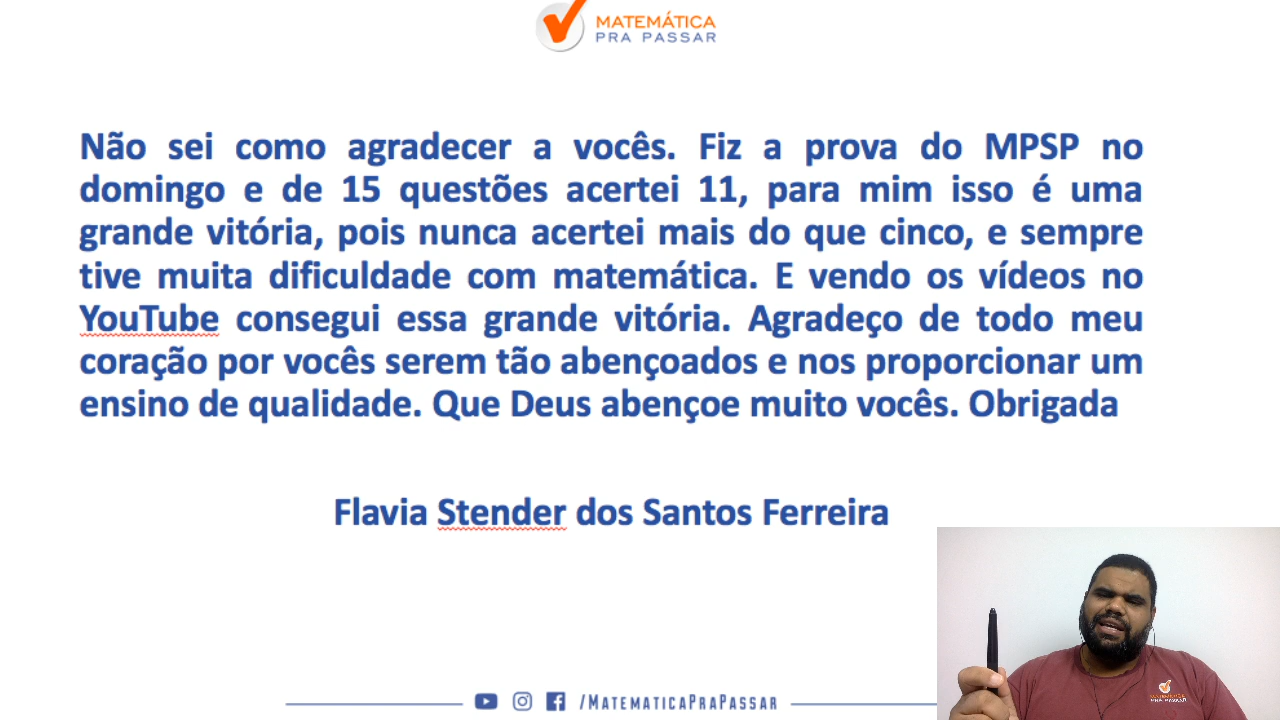 MATEMÁTICA
PRA PASSAR
Não sei como agradecer a vocês. Fiz a prova do MPSP no
domingo e de 15 questões acertei 11, para mim isso é uma
grande vitória, pois nunca acertei mais do que cinco, e sempre
tive muita dificuldade com matemática. E vendo os vídeos no
YouTube consegui essa grande vitória. Agradeço de todo meu
coração por vocês serem tão abençoados e nos proporcionar um
ensino de qualidade. Que Deus abençoe muito vocês. Obrigada
Flavia Stender dos Santos Ferreira
/MATEMATICAPRAPASSAR
MATEMÁTICA
PRA PASSAR